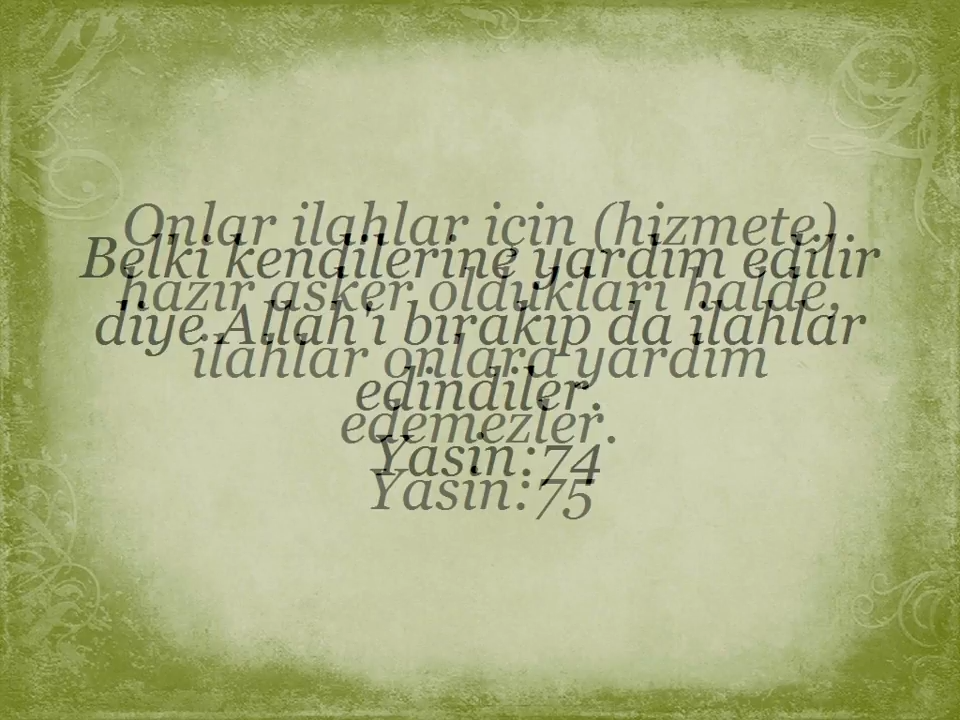 Belki kendilerine yardım edilir
diye Allah'ı bırakıp da ilahlar
edindiler.
Yasin:74
Onlar ilahlar için (hizmete)
hazır asker oldukları halde,
ilahlar onlara yardım
edemezler.
Yasin:75